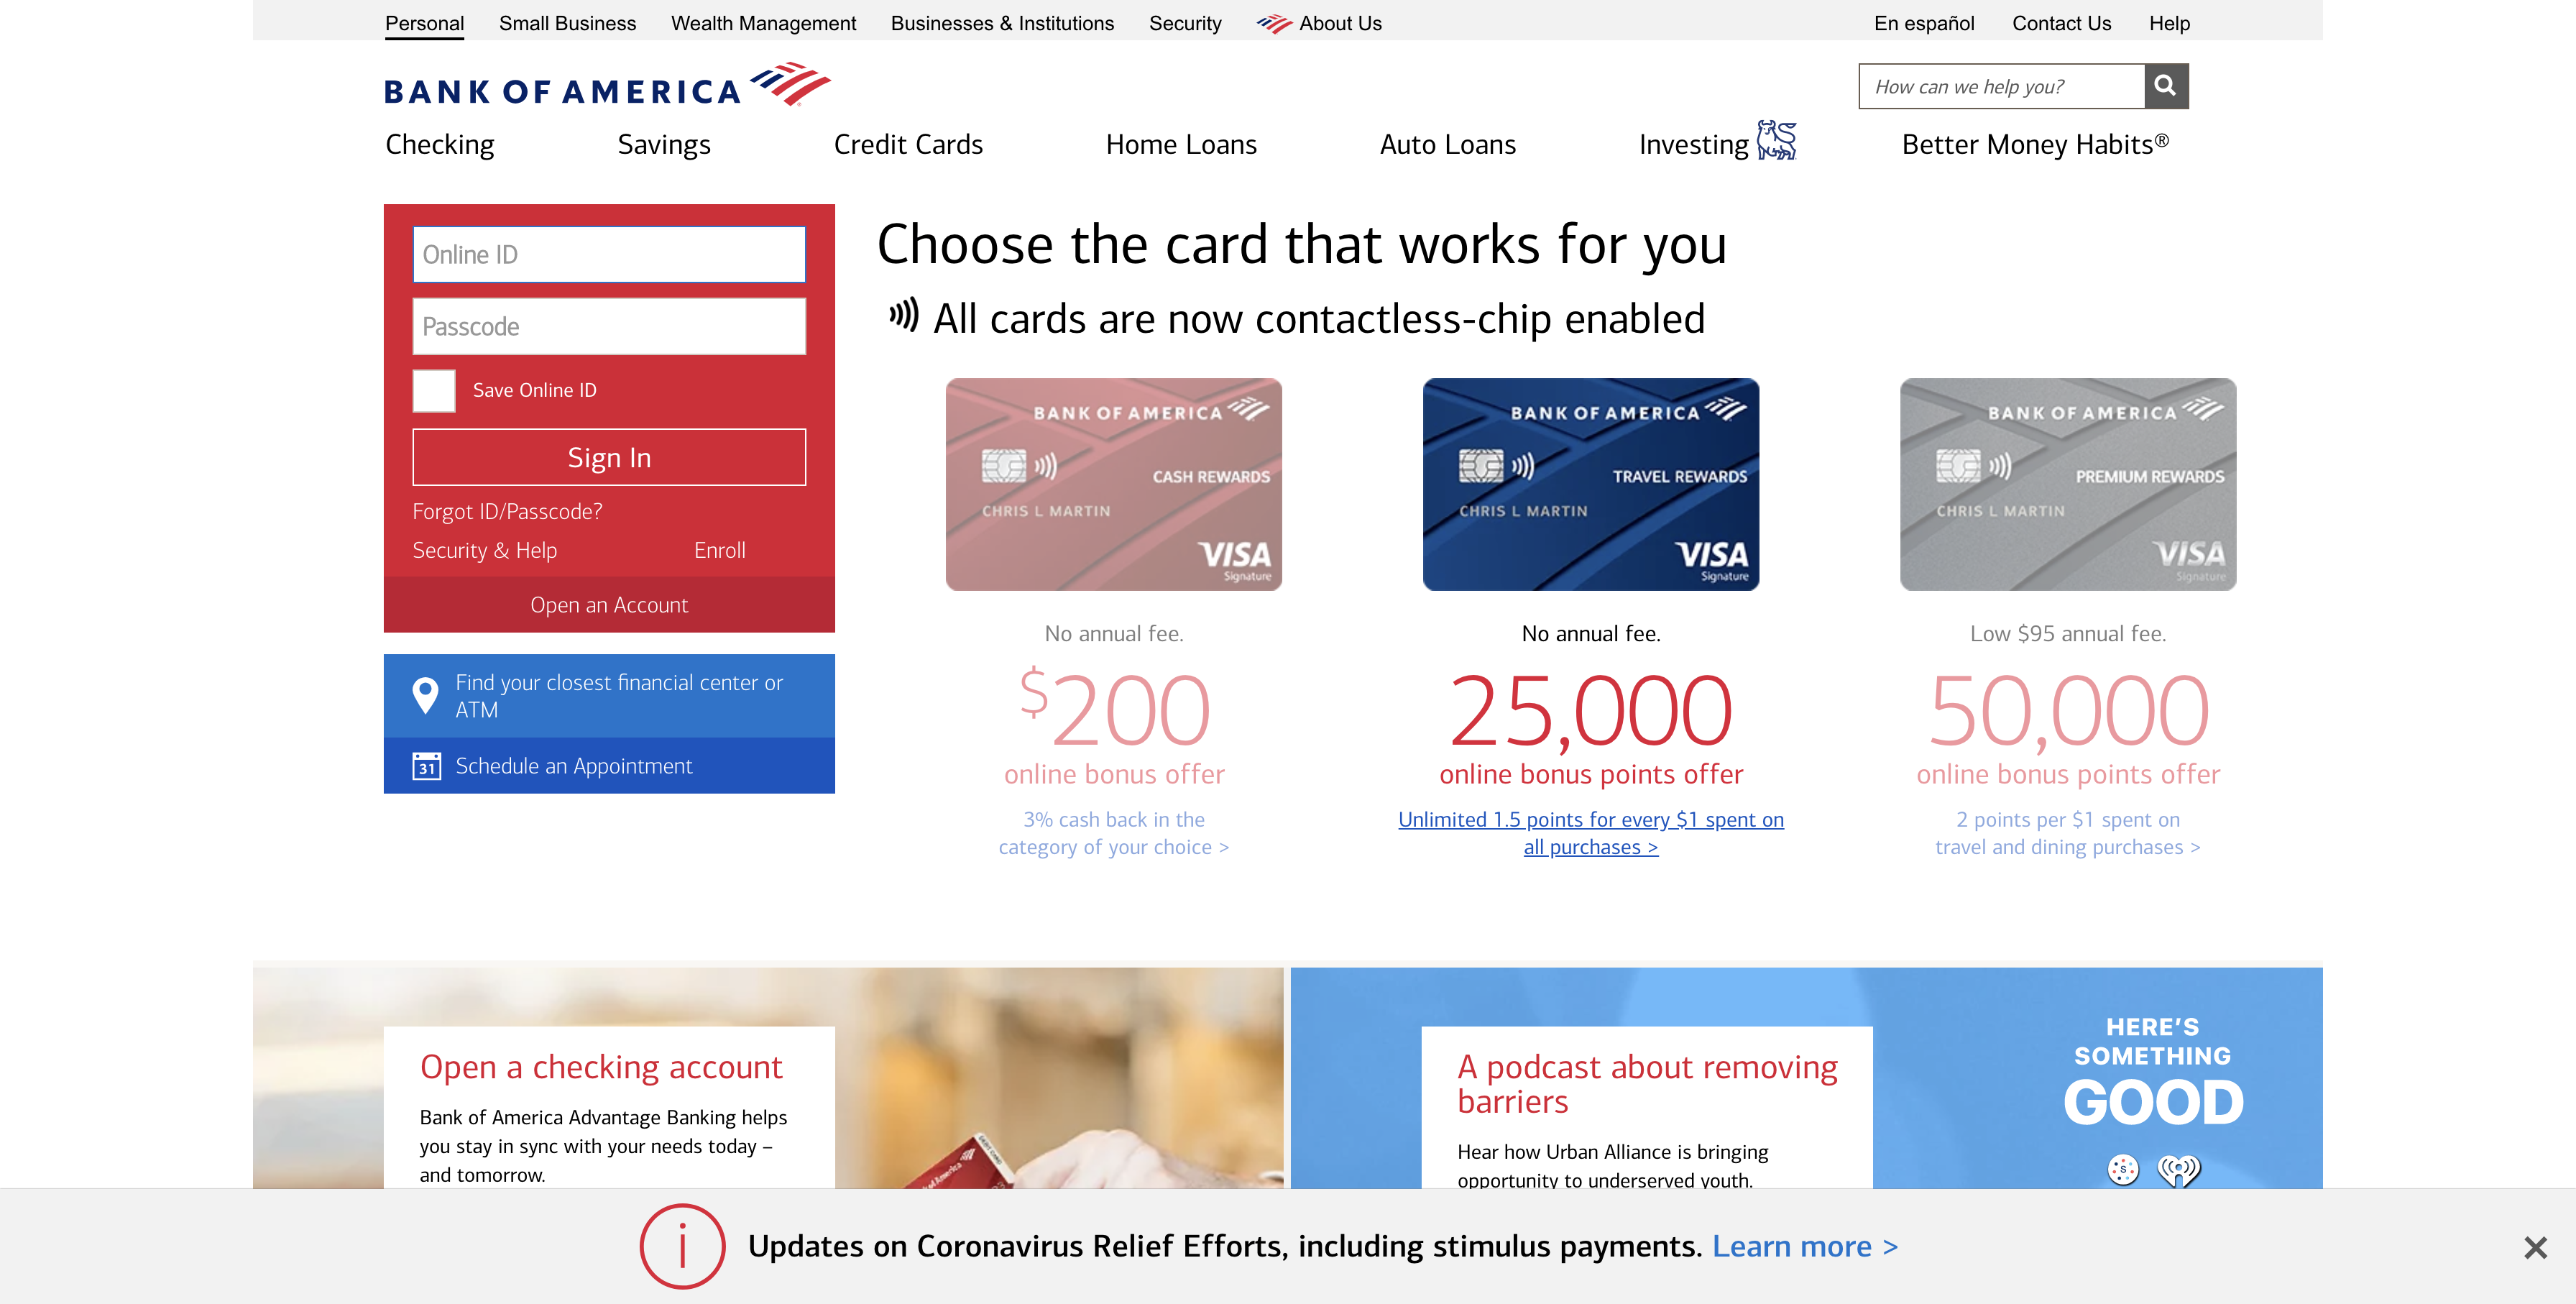 Personal Small Business Wealth Management Businesses & Institutions Security About Us En español Contact Us Help
BANK OF AMERICA
How can we help you?
Checking Savings Credit Cards Home Loans Auto Loans Investing Better Money Habits®
Online ID
Passcode
Save Online ID
Sign In
Forgot ID/Passcode?
Security & Help Enroll
Open an Account
Find your closest financial center or
ATM
31 Schedule an Appointment
Choose the card that works for you
All cards are now contactless-chip enabled
BANK OF AMERICA
CASH REWARDS
CHRIS L MARTIN
VISA
Signature
No annual fee.
$200
online bonus offer
3% cash back in the
category of your choice >
BANK OF AMERICA
TRAVEL REWARDS
CHRIS L MARTIN
VISA
Signature
No annual fee.
25,000
online bonus points offer
Unlimited 1.5 points for every $1 spent on
all purchases >
BANK OF AMERICA
PREMIUM REWARDS
CHRIS L MARTIN
VISA
Signature
Low $95 annual fee.
50,000
online bonus points offer
2 points per $1 spent on
travel and dining purchases >
Open a checking account
Bank of America Advantage Banking helps
you stay in sync with your needs today –
and tomorrow.
A podcast about removing
barriers
Hear how Urban Alliance is bringing
opportunity to underserved youth.
HERE'S
SOMETHING
GOOD
Updates on Coronavirus Relief Efforts, including stimulus payments. Learn more >